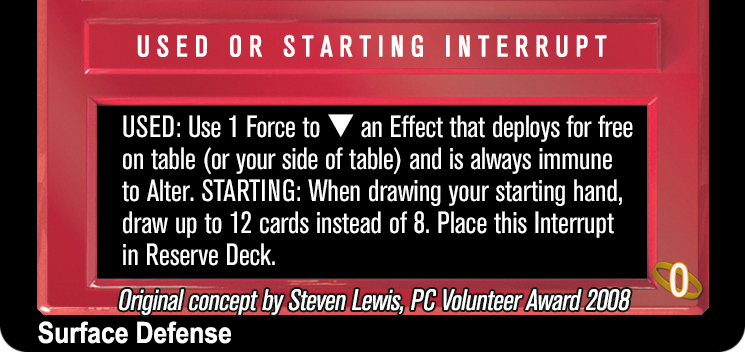 USED OR STARTING INTERRUPT
USED: Use 1 Force to ▼ an Effect that deploys for free
on table (or your side of table) and is always immune
to Alter. STARTING: When drawing your starting hand,
draw up to 12 cards instead of 8. Place this Interrupt
in Reserve Deck.
0
Original concept by Steven Lewis, PC Volunteer Award 2008
Surface Defense